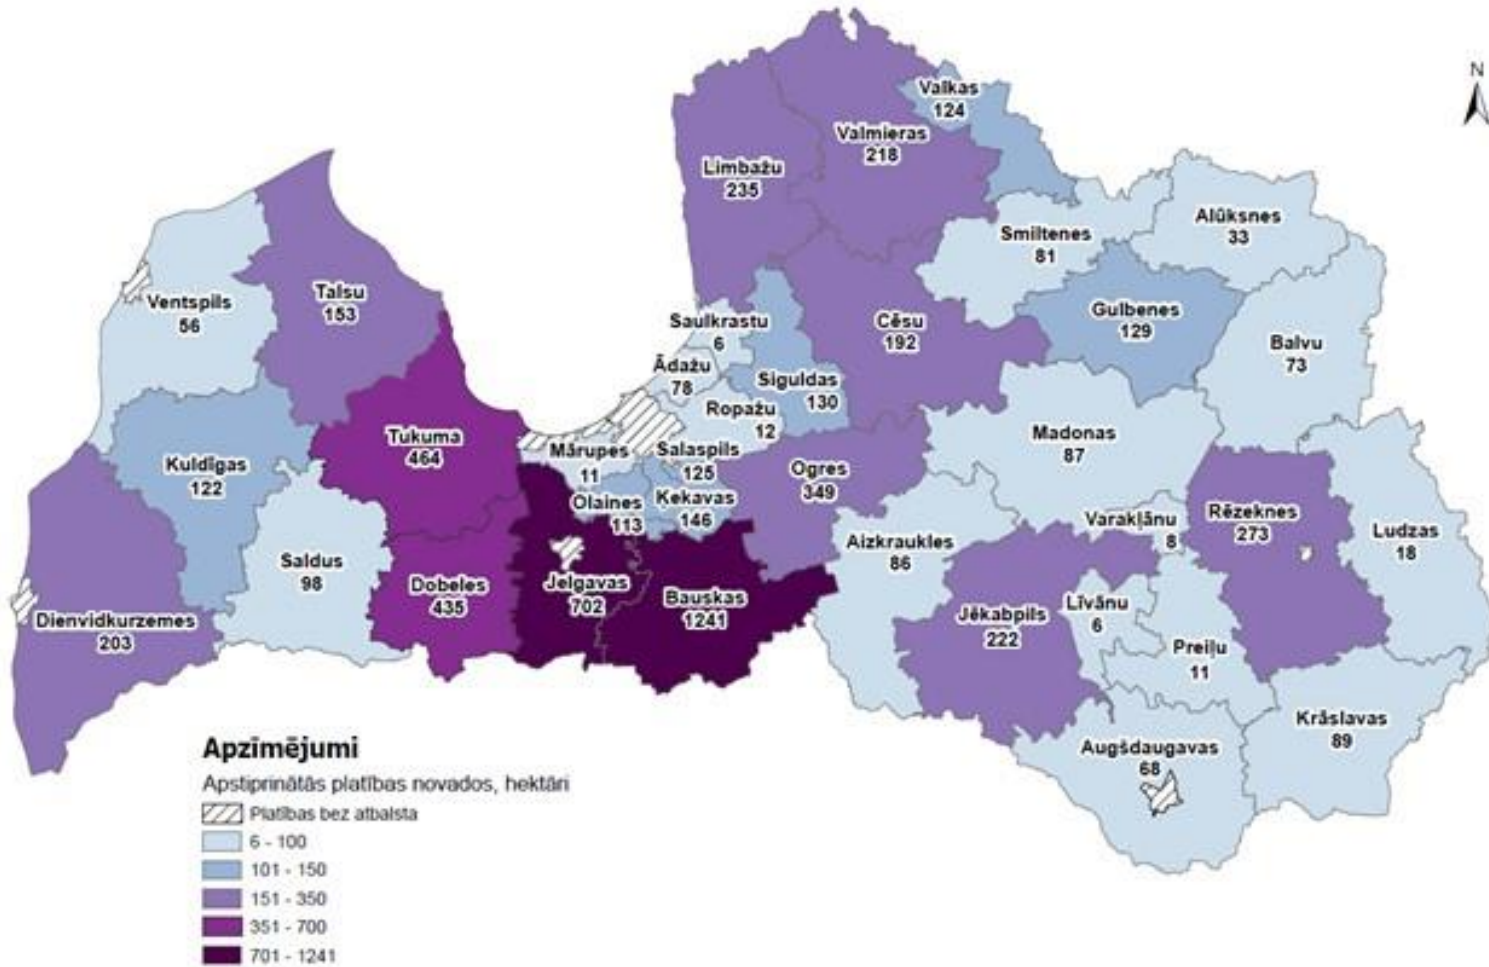 N
Valkas
124
Valmieras
218
Limbažu
235
Alūksnes
33
Smiltenes
81
Talsu
153
Ventspils
56
Saulkrastu
6
Cēsu
192
Gulbenes
129
Balvu
73
Ādažu
78
Siguldas
130
Ropažu
12
Tukuma
464
Mārupes
11
Salaspils
125
Madonas
87
Kuldīgas
122
Ogres
349
Olaines
113
Ķekavas
146
Varakļānu
8
Rēzeknes
273
Ludzas
18
Aizkraukles
86
Saldus
98
Dobeles
435
Jelgavas
702
Bauskas
1241
Jēkabpils
222
Līvānu
6
Dienvidkurzemes
203
Preiļu
11
Krāslavas
89
Augšdaugavas
68
Apzīmējumi
Apstiprinātās platības novados, hektāri
Platības bez atbalsta
6 - 100
101 - 150
151 - 350
351 - 700
701 - 1241